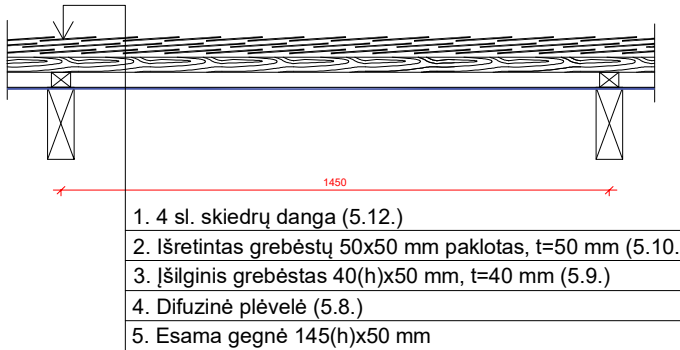 1450
1. 4 sl. skiedrų danga (5.12.)
2. Išretintas grebėstų 50x50 mm paklotas, t=50 mm (5.10.
3. Įšilginis grebėstas 40(h)x50 mm, t=40 mm (5.9.)
4. Difuzinė plėvelė (5.8.)
5. Esama gegnė 145(h)x50 mm